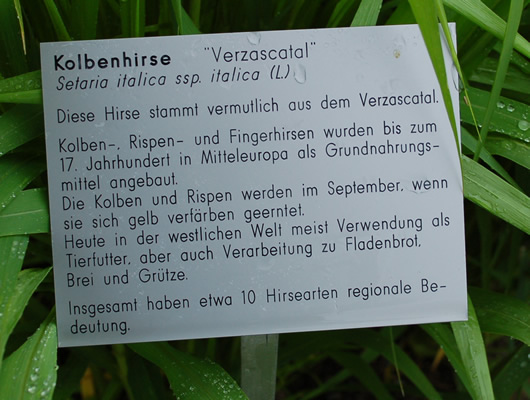 Kolbenhirse "Verzascatal"
Setaria italica ssp. italica (L)
Diese Hirse stammt vermutlich aus dem Verzascatal.
Kolben-, Rispen- und Fingerhirsen wurden bis zum
17. Jahrhundert in Mitteleuropa als Grundnahrungs-
mittel angebaut.
Die Kolben und Rispen werden im September, wenn
sie sich gelb verfärben geerntet.
Heute in der westlichen Welt meist Verwendung als
Tierfutter, aber auch Verarbeitung zu Fladenbrot,
Brei und Grütze.
Insgesamt haben etwa 10 Hirsearten regionale Be-
deutung.